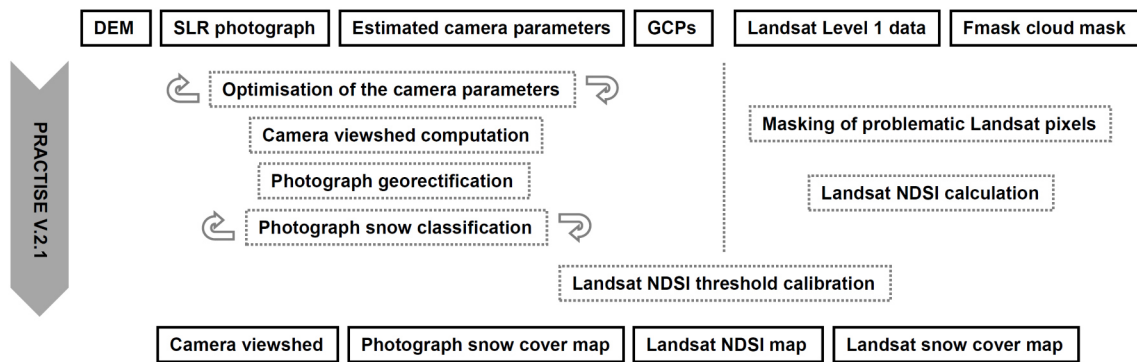 DEM
SLR photograph
Estimated camera parameters
GCPs
Landsat Level 1 data
Fmask cloud mask
PRACTISE V.2.1
Optimisation of the camera parameters
Camera viewshed computation
Photograph georectification
Photograph snow classification
Masking of problematic Landsat pixels
Landsat NDSI calculation
Landsat NDSI threshold calibration
Camera viewshed
Photograph snow cover map
Landsat NDSI map
Landsat snow cover map